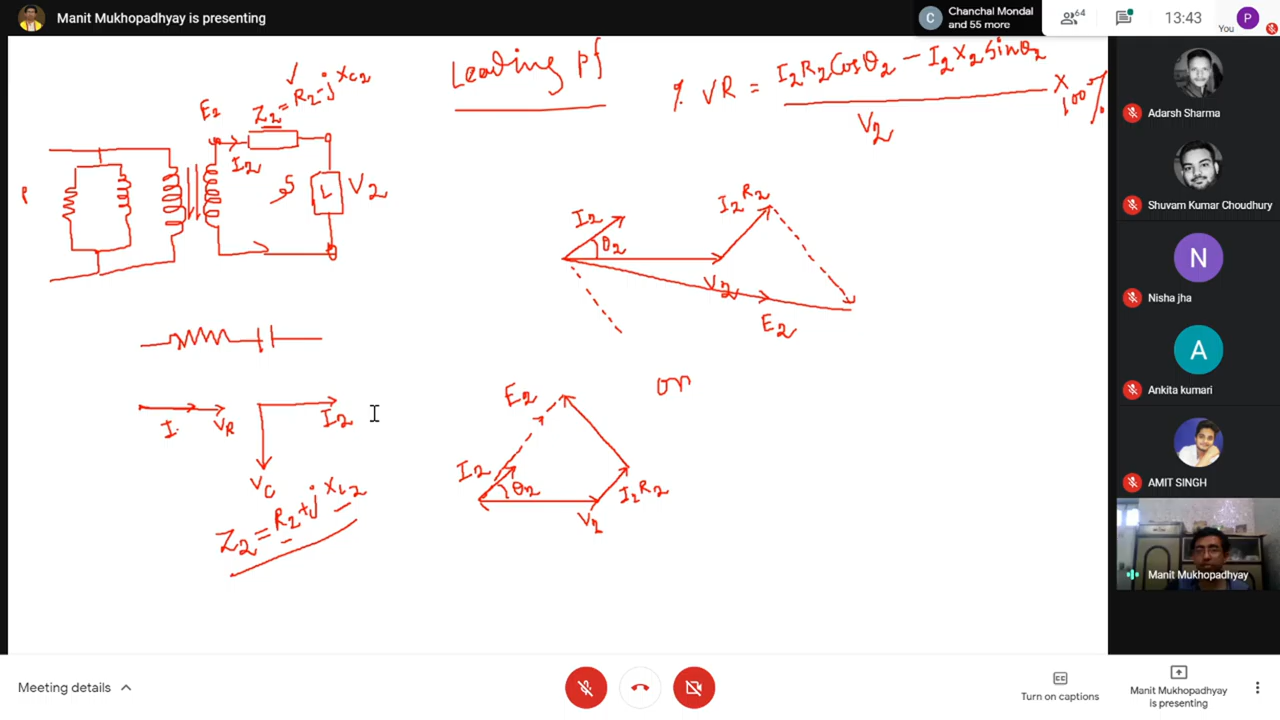 Manit Mukhopadhyay is presenting
C
Chanchal Mondal
and 55 more
64
13:43
You
P
Leading pf
% VR = I2R2Cosθ2 - I2X2Sinθ2 / V2 × 100%
Z2 = R2-jXC2
E2
I2
L
V2
I2
θ2
I2R2
V2
E2
or
I
VR
I2
VC
Z2 = R2+jXL2
E2
I2
θ2
I2R2
V2
Adarsh Sharma
Shuvam Kumar Choudhury
N
Nisha jha
A
Ankita kumari
AMIT SINGH
Manit Mukhopadhyay
Meeting details
Turn on captions
Manit Mukhopadhyay
is presenting